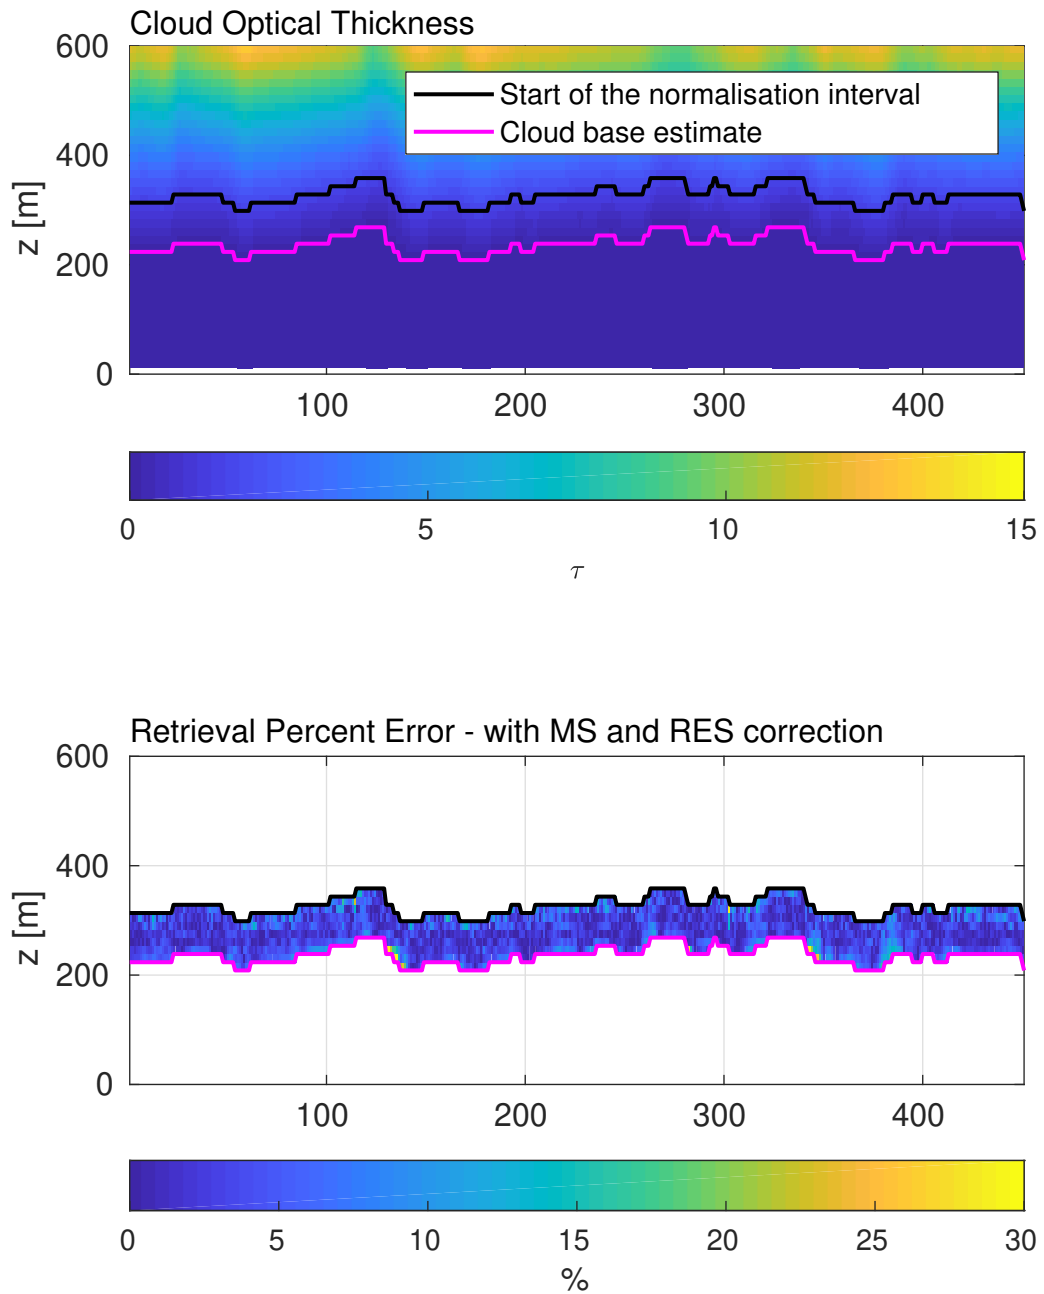 Cloud Optical Thickness
600
400
200
0
z [m]
Start of the normalisation interval
Cloud base estimate
100 200 300 400
0 5 10 15
τ
Retrieval Percent Error - with MS and RES correction
600
400
200
0
z [m]
100 200 300 400
0 5 10 15 20 25 30
%